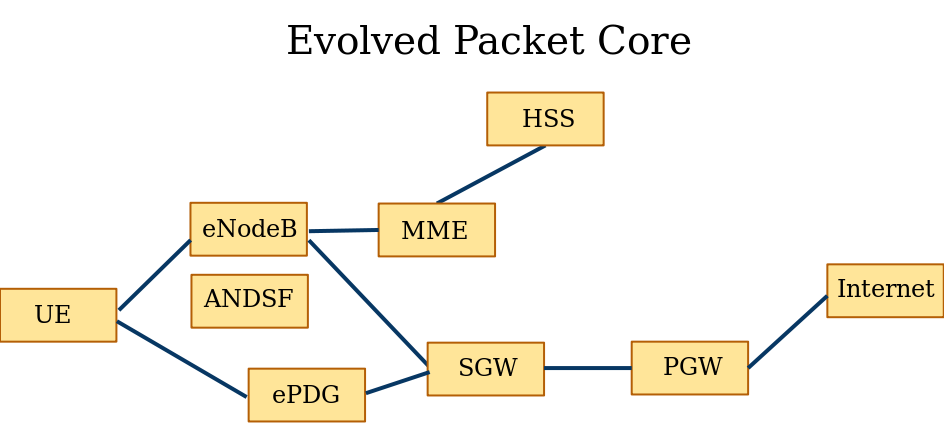 Evolved Packet Core
HSS
eNodeB
MME
ANDSF
Internet
UE
SGW
PGW
ePDG